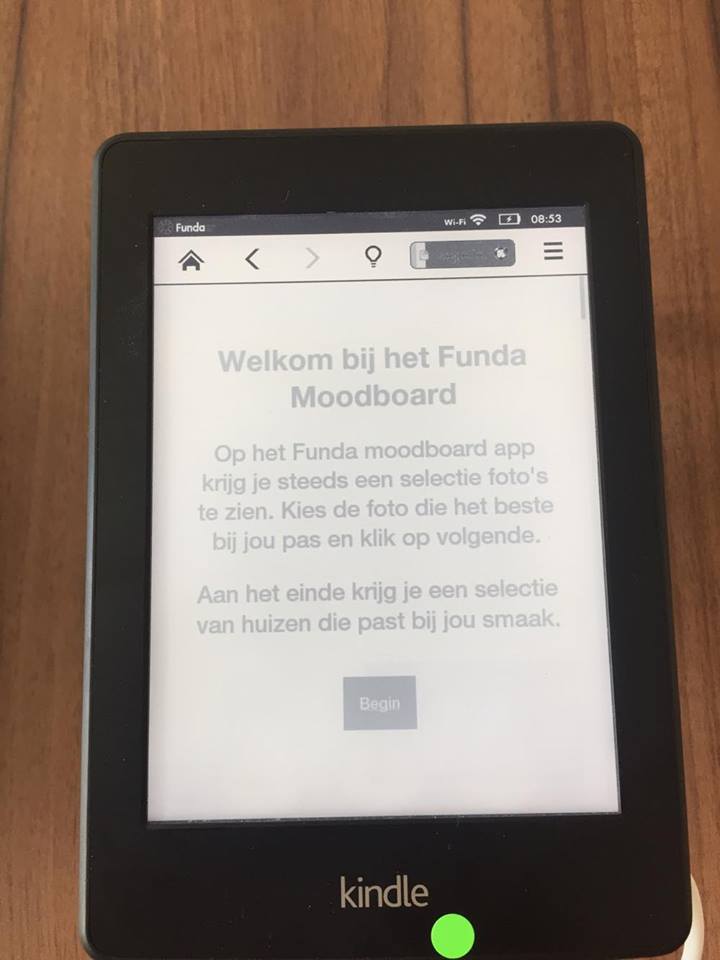 Funda
Wi-Fi 08:53
Welkom bij het Funda
Moodboard
Op het Funda moodboard app
krijg je steeds een selectie foto's
te zien. Kies de foto die het beste
bij jou pas en klik op volgende.
Aan het einde krijg je een selectie
van huizen die past bij jou smaak.
Begin
kindle